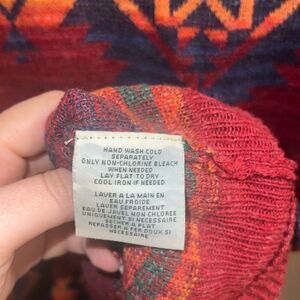 HAND WASH COLD
SEPARATELY
ONLY NON-CHLORINE BLEACH
WHEN NEEDED
LAY FLAT TO DRY
COOL IRON IF NEEDED
LAVER A LA MAIN EN
EAU FROIDE
LAVER SEPAREMENT
EAU DE JAVEL NON CHLOREE
UNIQUEMENT SI NECESSAIRE
SECHER A PLAT
REPASSER A FER DOUX SI
NECESSAIRE